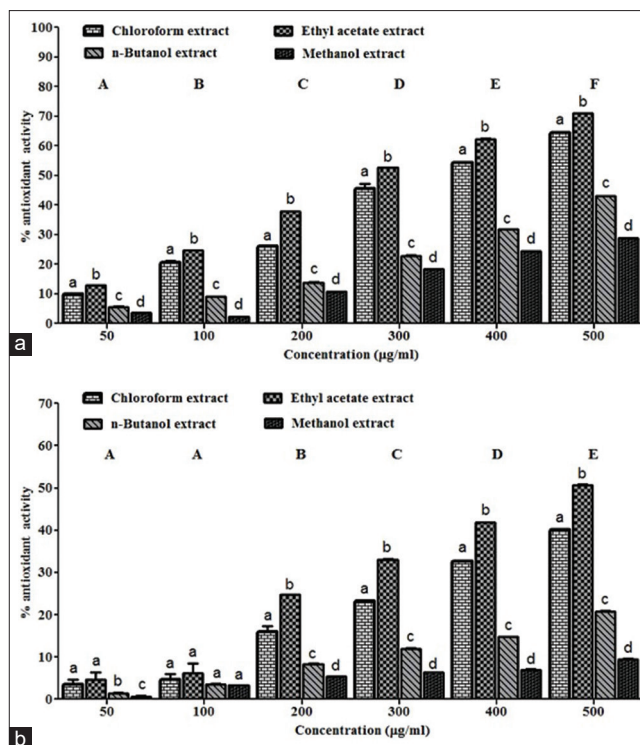 Chloroform extract Ethyl acetate extract
n-Butanol extract Methanol extract
A B C D E F
100
90
80
70
60
50
40
30
20
10
0
% antioxidant activity
a b c d a b c d a b c d a b c d a b c d a b c d
50 100 200 300 400 500
Concentration (µg/ml)
a
Chloroform extract Ethyl acetate extract
n-Butanol extract Methanol extract
A A B C D E
70
60
50
40
30
20
10
0
% antioxidant activity
a a b c a a a a a b c d a b c d a b c d a b c d
50 100 200 300 400 500
Concentration (µg/ml)
b